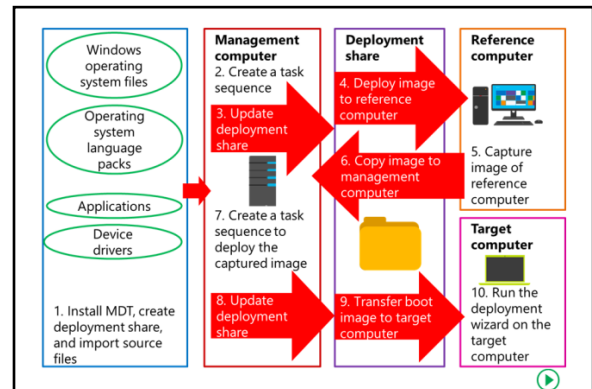 Windows
operating
system files
Operating
system
language
packs
Applications
Device
drivers
1. Install MDT, create
deployment share,
and import source
files
Management
computer
2. Create a task
sequence
3. Update
deployment
share
7. Create a task
sequence to
deploy the
captured image
8. Update
deployment
share
Deployment
share
4. Deploy image
to reference
computer
6. Copy image to
management
computer
9. Transfer boot
image to target
computer
Reference
computer
5. Capture
image of
reference
computer
Target
computer
10. Run the
deployment
wizard on the
target
computer